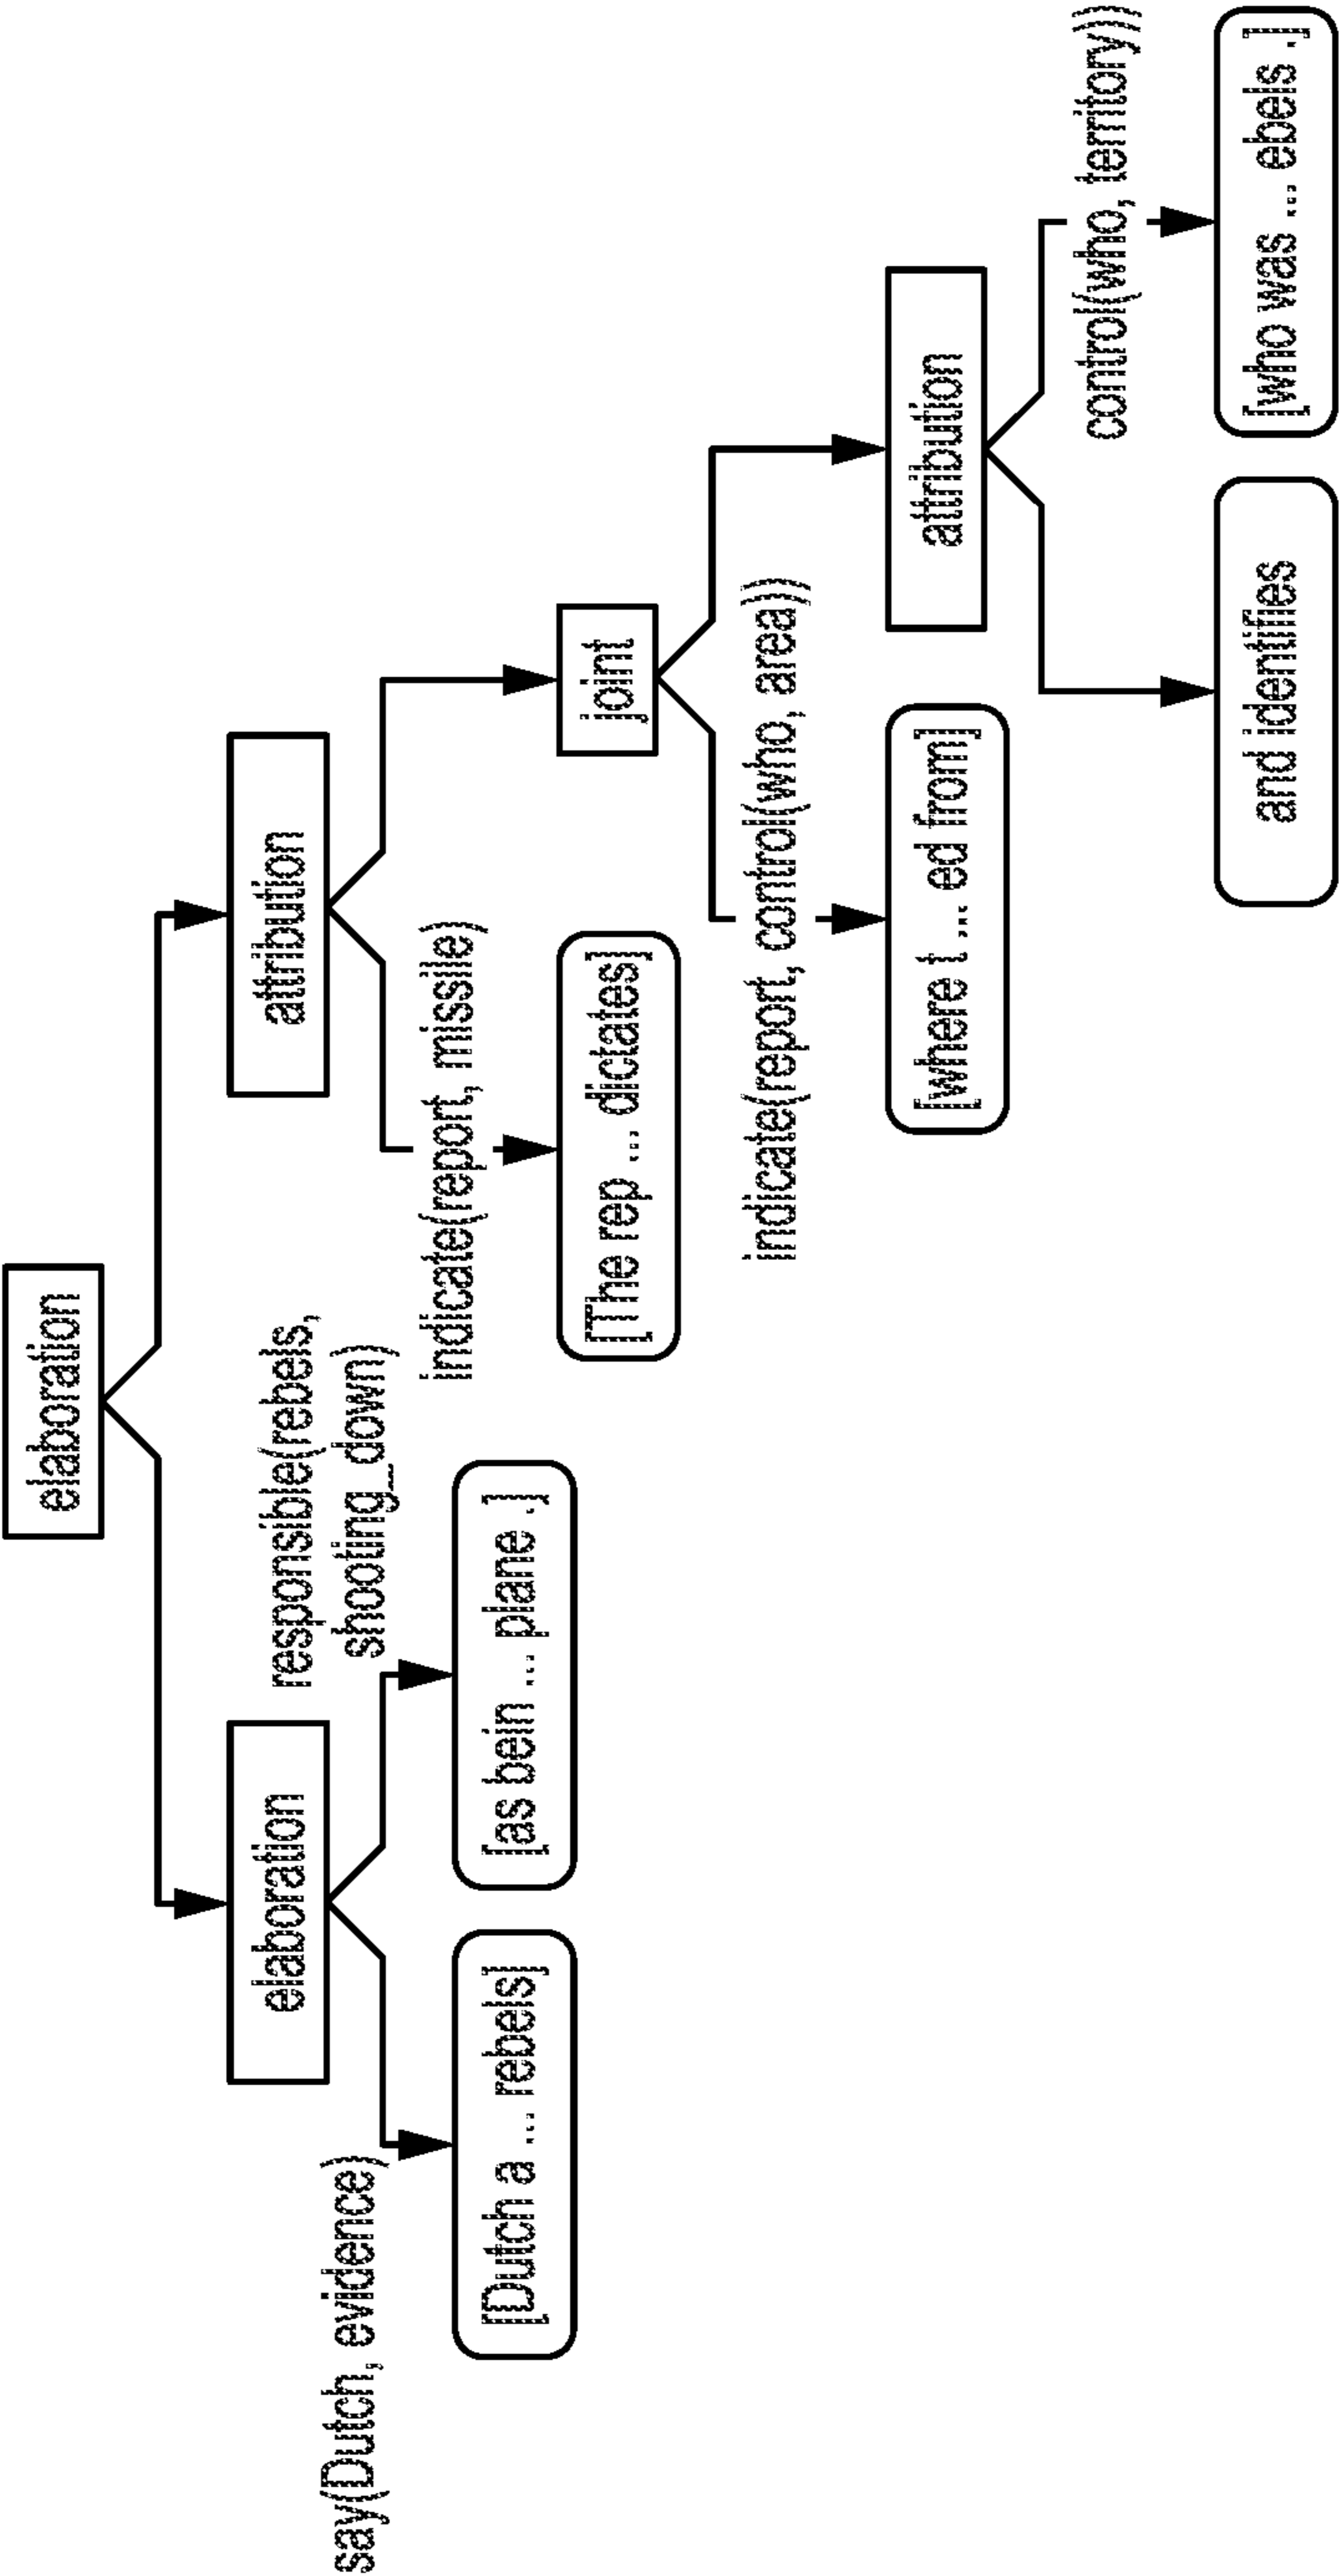 elaboration
elaboration
attribution
say(Dutch, evidence)
responsible(rebels,
shooting_down)
indicate(report, missile)
[Dutch a ... rebels]
[as bein ... plane .]
[The rep ... dictates]
joint
indicate(report, control(who, area))
[where t ... ed from]
attribution
control(who, territory))
and identifies
[who was ... ebels .]